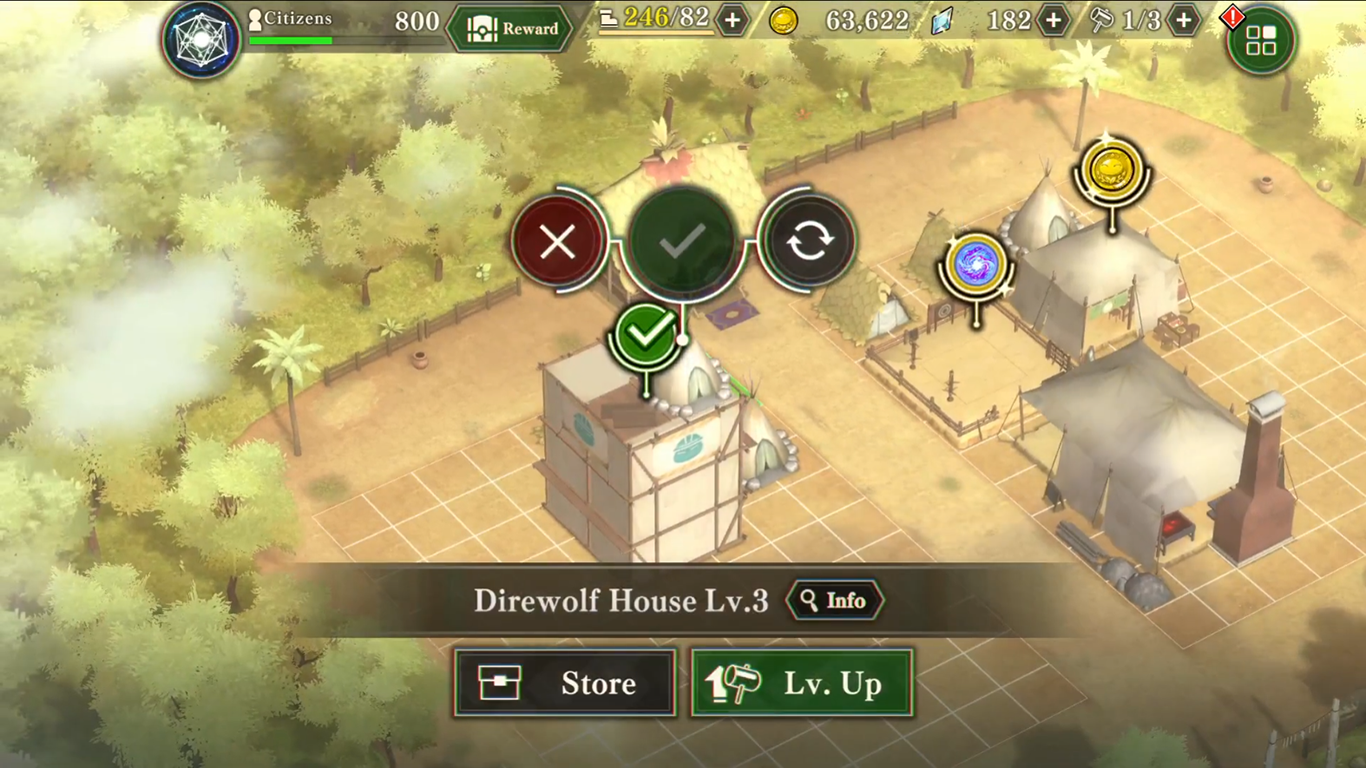 Citizens 800
Reward
246/82
63,622
182
1/3
Direwolf House Lv.3
Info
Store
Lv. Up